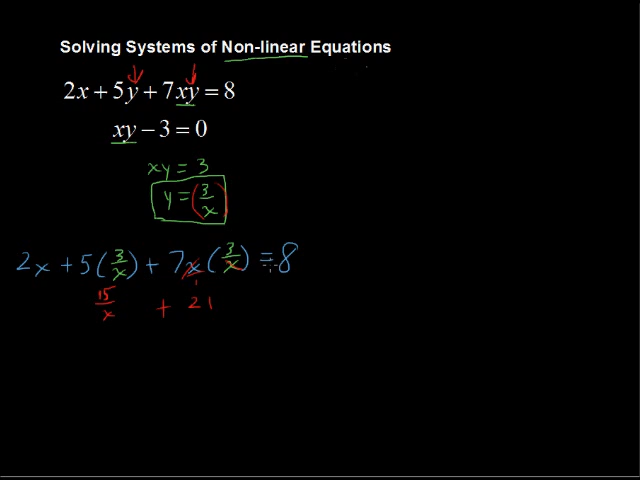 Solving Systems of Non-linear Equations
2x + 5y + 7xy = 8
xy − 3 = 0
xy = 3
y = (3/x)
2x + 5(3/x) + 7x(3/x) = 8
15/x + 21